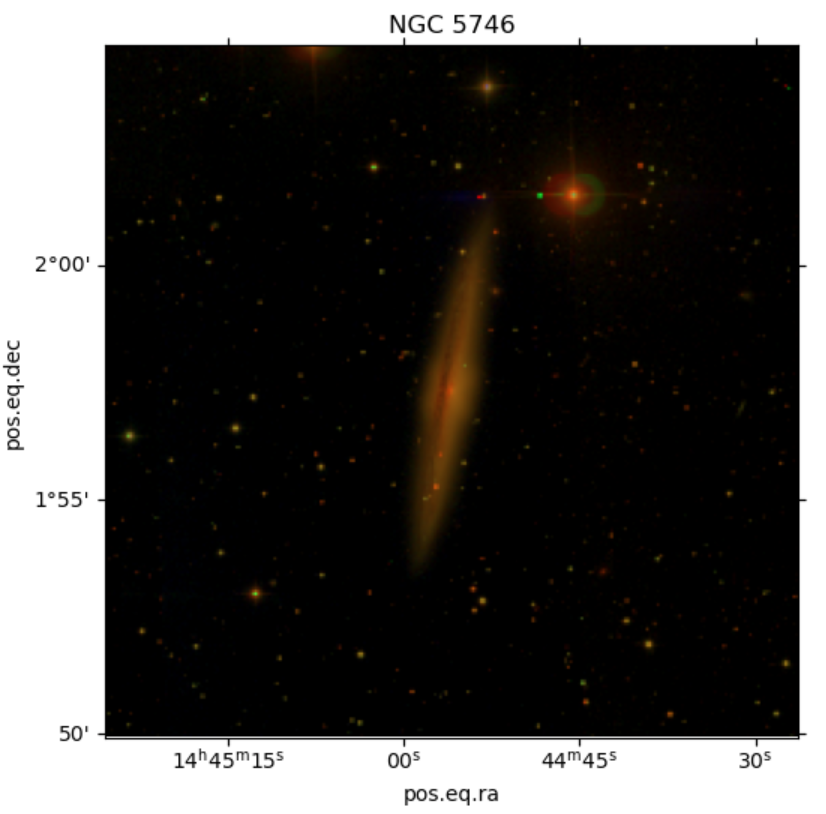 NGC 5746
2°00'
pos.eq.dec
1°55'
50'
14ʰ45ᵐ15ˢ 00ˢ 44ᵐ45ˢ 30ˢ
pos.eq.ra